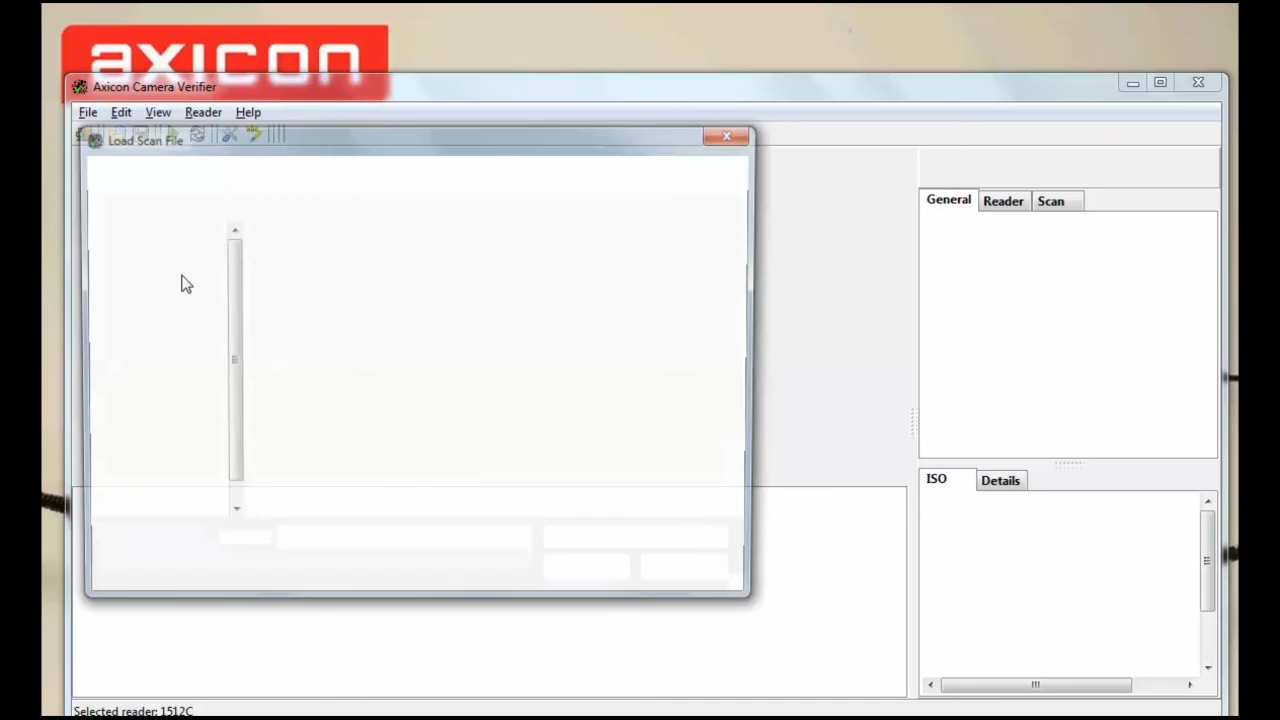 axicon
Axicon Camera Verifier
File Edit View Reader Help
Load Scan File
General Reader Scan
ISO Details
Selected reader: 1512C